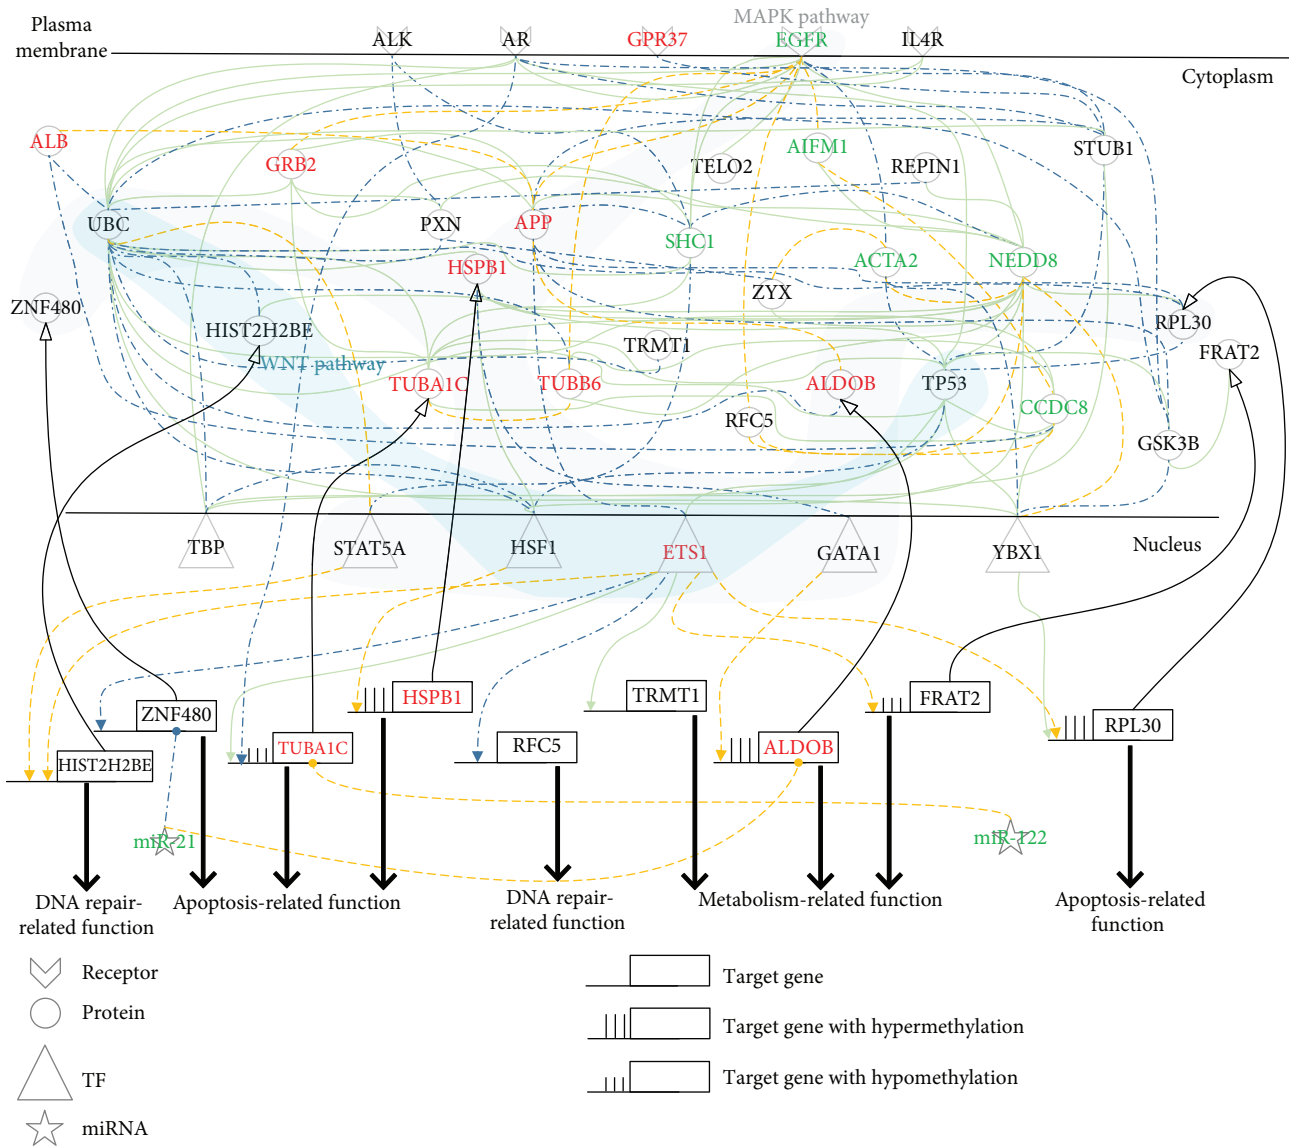 MAPK pathway
Plasma
membrane
ALK
AR
GPR37
EGFR
IL4R
Cytoplasm
ALB
GRB2
TELO2
AIFM1
REPIN1
STUB1
UBC
PXN
APP
SHC1
ACTA2
NEDD8
HSPB1
ZYX
ZNF480
HIST2H2BE
RPL30
WNT pathway
TRMT1
FRAT2
TUBA1C
TUBB6
ALDOB
TP53
RFC5
CCDC8
GSK3B
TBP
STAT5A
HSF1
ETS1
GATA1
YBX1
Nucleus
HSPB1
TRMT1
FRAT2
ZNF480
RPL30
HIST2H2BE
TUBA1C
RFC5
ALDOB
miR-21
miR-122
DNA repair-
related function
Apoptosis-related function
DNA repair-
related function
Metabolism-related function
Apoptosis-related
function
Receptor
Protein
TF
miRNA
Target gene
Target gene with hypermethylation
Target gene with hypomethylation